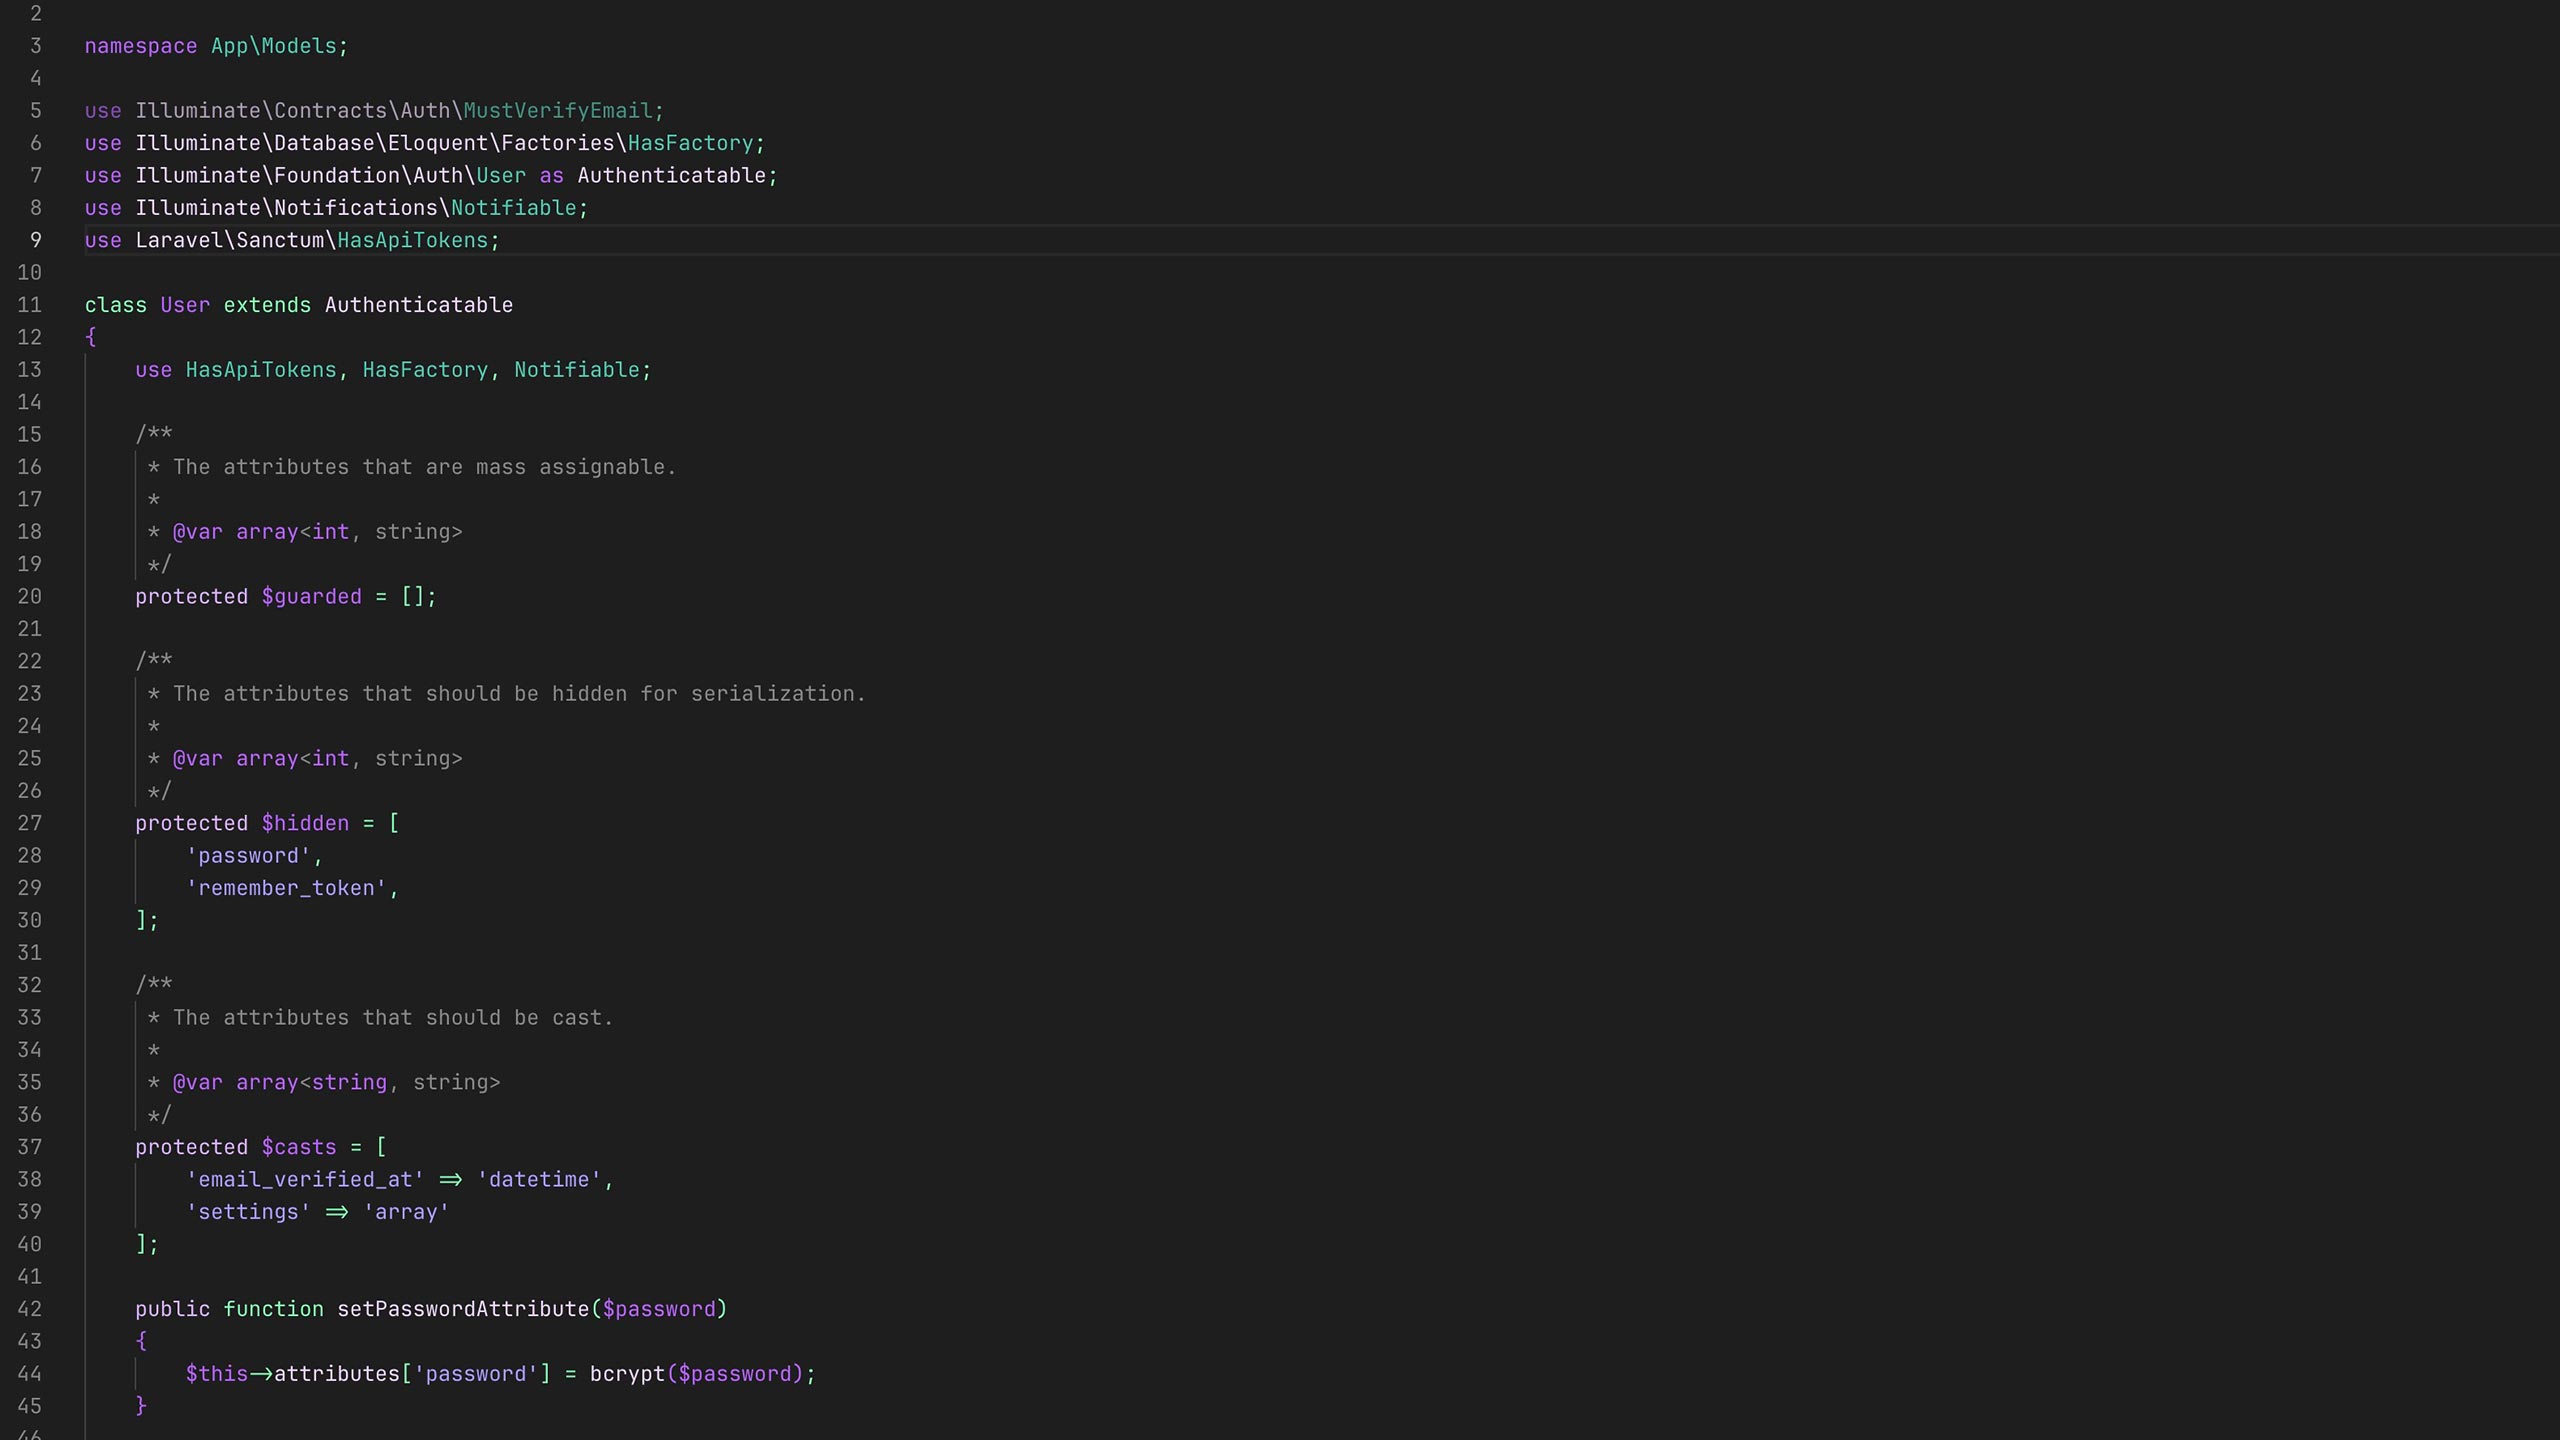 2
3 namespace App\Models;
4
5 use Illuminate\Contracts\Auth\MustVerifyEmail;
6 use Illuminate\Database\Eloquent\Factories\HasFactory;
7 use Illuminate\Foundation\Auth\User as Authenticatable;
8 use Illuminate\Notifications\Notifiable;
9 use Laravel\Sanctum\HasApiTokens;
10
11 class User extends Authenticatable
12 {
13 use HasApiTokens, HasFactory, Notifiable;
14
15 /**
16 * The attributes that are mass assignable.
17 *
18 * @var array<int, string>
19 */
20 protected $guarded = [];
21
22 /**
23 * The attributes that should be hidden for serialization.
24 *
25 * @var array<int, string>
26 */
27 protected $hidden = [
28 'password',
29 'remember_token',
30 ];
31
32 /**
33 * The attributes that should be cast.
34 *
35 * @var array<string, string>
36 */
37 protected $casts = [
38 'email_verified_at' => 'datetime',
39 'settings' => 'array'
40 ];
41
42 public function setPasswordAttribute($password)
43 {
44 $this->attributes['password'] = bcrypt($password);
45 }
46